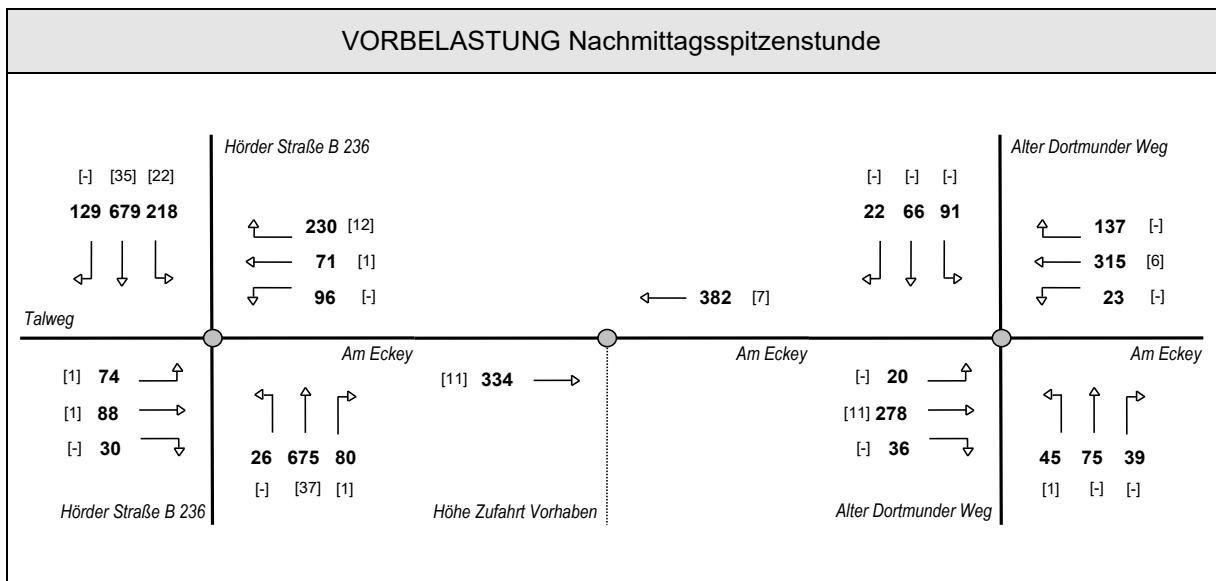 VORBELASTUNG Nachmittagsspitzenstunde
Hörder Straße B 236
Alter Dortmunder Weg
[-] [35] [22]
129 679 218
230 [12]
71 [1]
96 [-]
382 [7]
[-] [-] [-]
22 66 91
137 [-]
315 [6]
23 [-]
Talweg
Am Eckey
Am Eckey
Am Eckey
[1] 74
[1] 88
[-] 30
26 675 80
[-] [37] [1]
[11] 334
[-] 20
[11] 278
[-] 36
45 75 39
[1] [-] [-]
Hörder Straße B 236
Höhe Zufahrt Vorhaben
Alter Dortmunder Weg